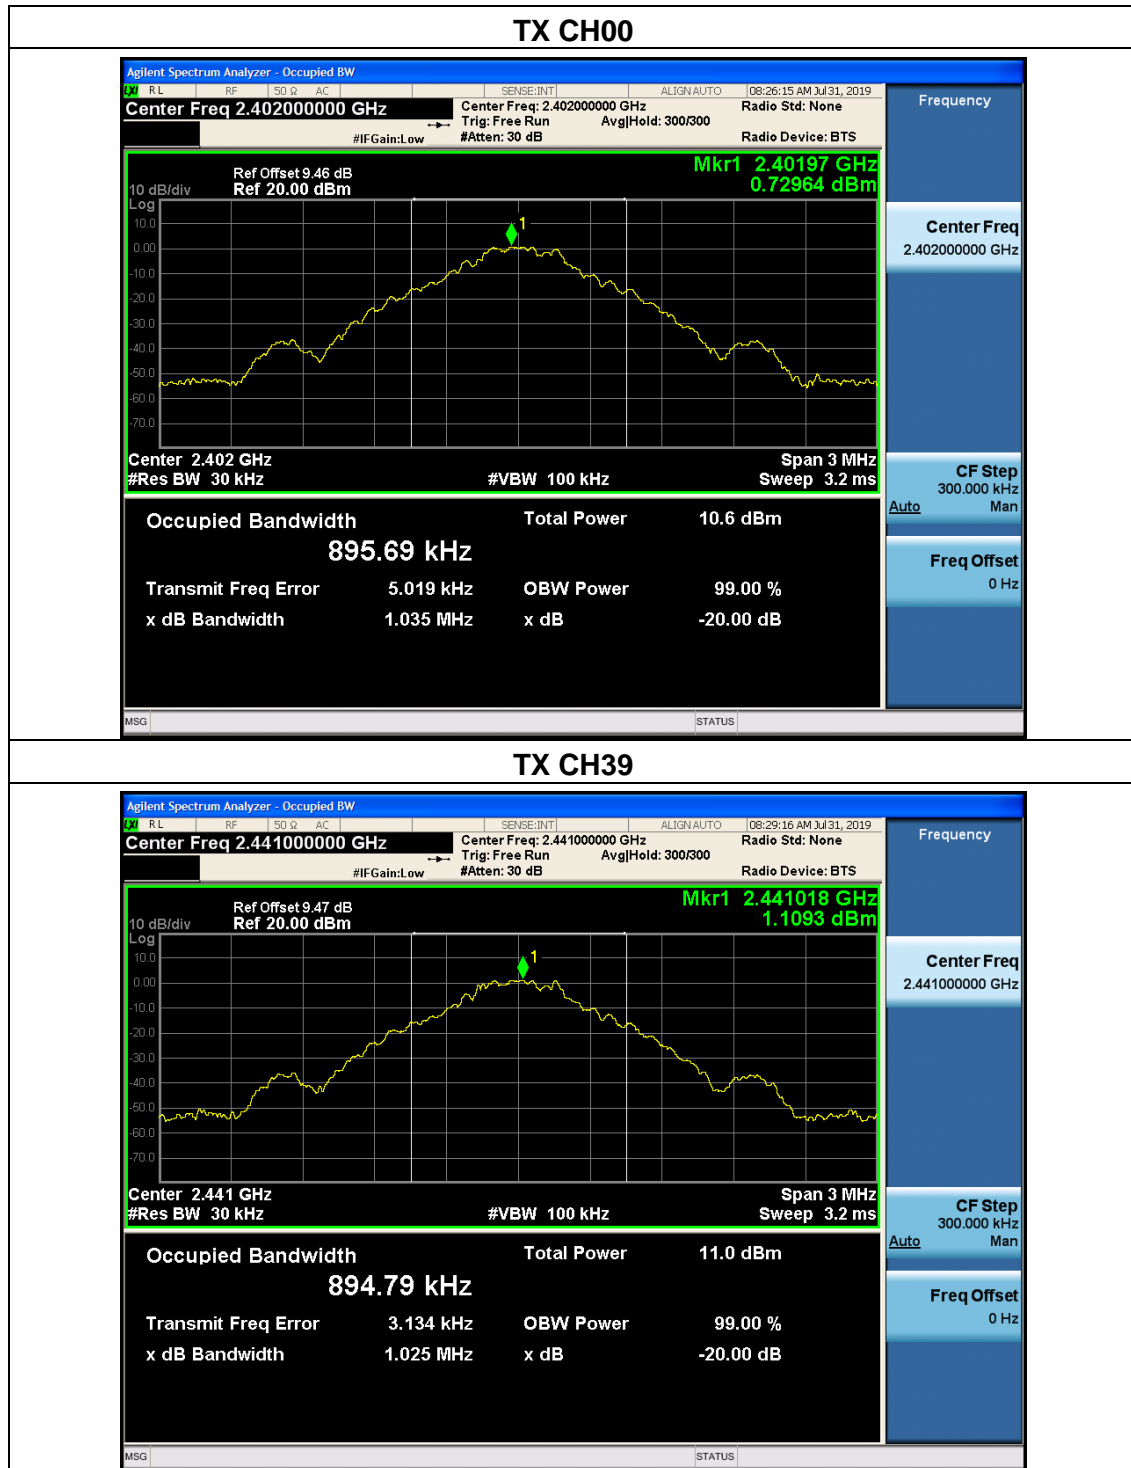 TX CH00
Agilent Spectrum Analyzer - Occupied BW
LXI RL RF 50 Ω AC SENSE:INT ALIGN AUTO 08:26:15 AM Jul 31, 2019
Center Freq 2.402000000 GHz Center Freq: 2.402000000 GHz Radio Std: None Frequency
Trig: Free Run Avg|Hold: 300/300
#IFGain:Low #Atten: 30 dB Radio Device: BTS
Mkr1 2.40197 GHz
Ref Offset 9.46 dB 0.72964 dBm
10 dB/div Ref 20.00 dBm
Log
10.0
1
Center Freq
2.402000000 GHz
0.00
-10.0
-20.0
-30.0
-40.0
-50.0
-60.0
-70.0
Center 2.402 GHz Span 3 MHz
#Res BW 30 kHz #VBW 100 kHz Sweep 3.2 ms
CF Step
300.000 kHz
Auto Man
Occupied Bandwidth Total Power 10.6 dBm
895.69 kHz
Freq Offset
0 Hz
Transmit Freq Error 5.019 kHz OBW Power 99.00 %
x dB Bandwidth 1.035 MHz x dB -20.00 dB
MSG STATUS
TX CH39
Agilent Spectrum Analyzer - Occupied BW
LXI RL RF 50 Ω AC SENSE:INT ALIGN AUTO 08:29:16 AM Jul 31, 2019
Center Freq 2.441000000 GHz Center Freq: 2.441000000 GHz Radio Std: None Frequency
Trig: Free Run Avg|Hold: 300/300
#IFGain:Low #Atten: 30 dB Radio Device: BTS
Mkr1 2.441018 GHz
Ref Offset 9.47 dB 1.1093 dBm
10 dB/div Ref 20.00 dBm
Log
10.0
1
Center Freq
2.441000000 GHz
0.00
-10.0
-20.0
-30.0
-40.0
-50.0
-60.0
-70.0
Center 2.441 GHz Span 3 MHz
#Res BW 30 kHz #VBW 100 kHz Sweep 3.2 ms
CF Step
300.000 kHz
Auto Man
Occupied Bandwidth Total Power 11.0 dBm
894.79 kHz
Freq Offset
0 Hz
Transmit Freq Error 3.134 kHz OBW Power 99.00 %
x dB Bandwidth 1.025 MHz x dB -20.00 dB
MSG STATUS